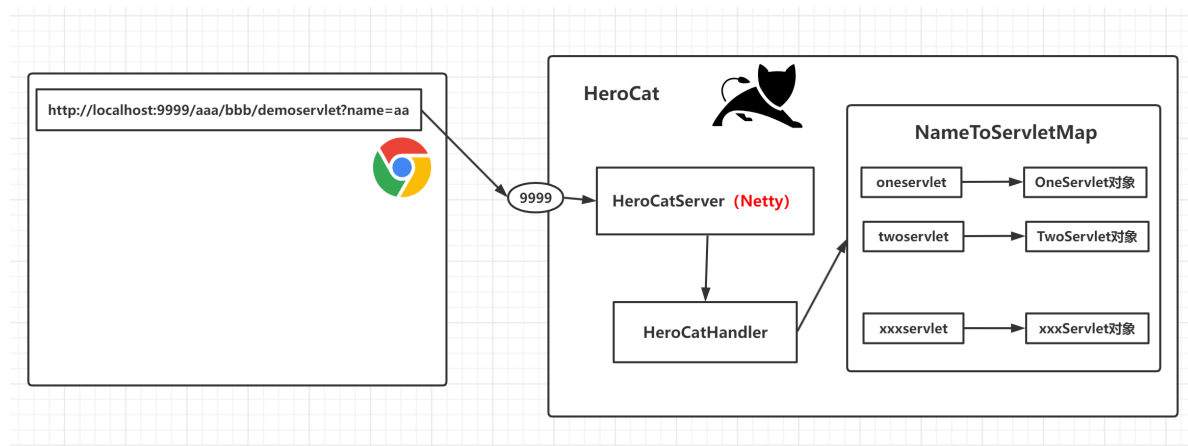 http://localhost:9999/aaa/bbb/demoservlet?name=aa
9999
HeroCat
HeroCatServer（Netty）
HeroCatHandler
NameToServletMap
oneservlet
OneServlet对象
twoservlet
TwoServlet对象
xxxservlet
xxxServlet对象